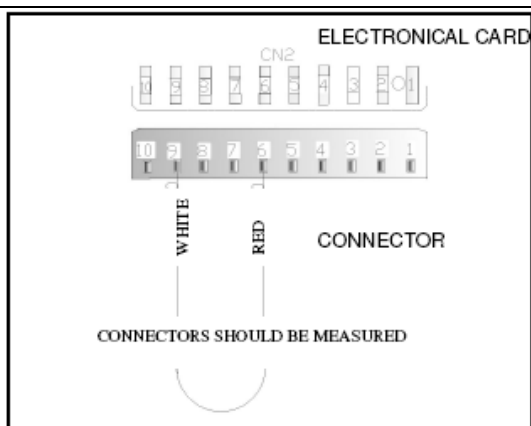 ELECTRONICAL CARD
CN2
10 9 8 7 6 5 4 3 2 1
10 9 8 7 6 5 4 3 2 1
WHITE
RED
CONNECTOR
CONNECTORS SHOULD BE MEASURED